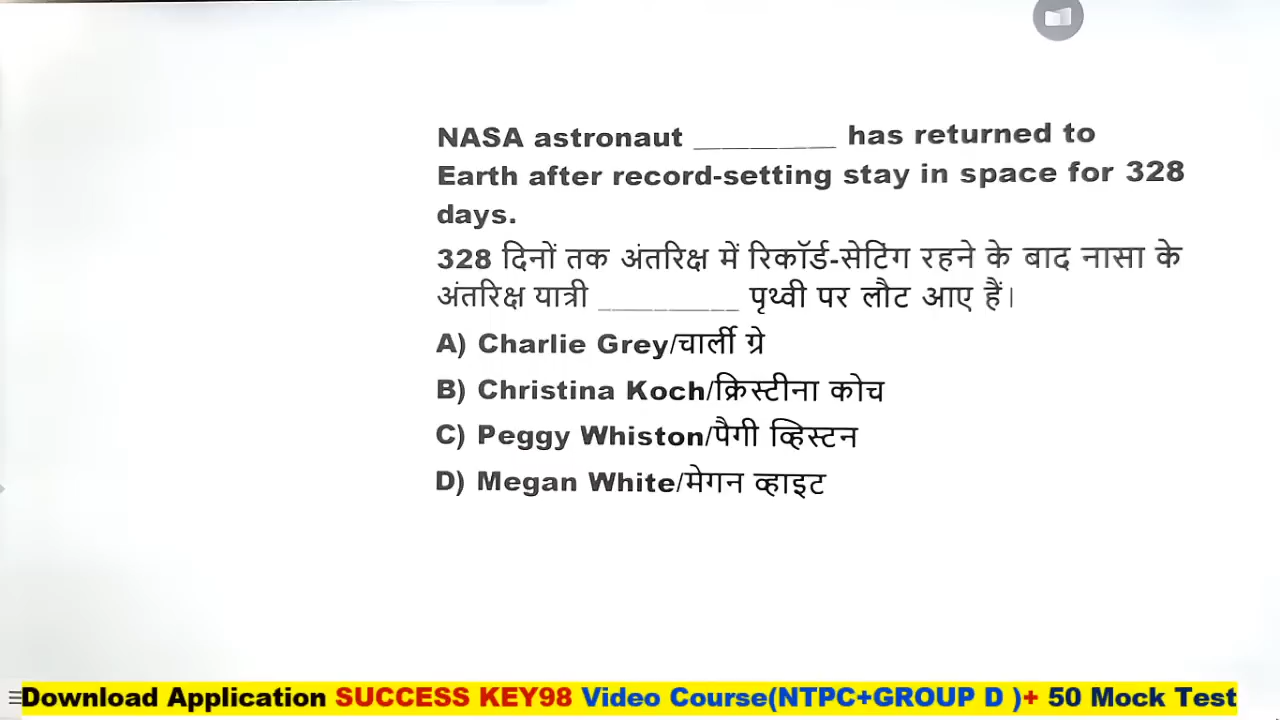 NASA astronaut __________ has returned to
Earth after record-setting stay in space for 328
days.
328 दिनों तक अंतरिक्ष में रिकॉर्ड-सेटिंग रहने के बाद नासा के
अंतरिक्ष यात्री __________ पृथ्वी पर लौट आए हैं।
A) Charlie Grey/चार्ली ग्रे
B) Christina Koch/क्रिस्टीना कोच
C) Peggy Whiston/पैगी व्हिस्टन
D) Megan White/मेगन व्हाइट
Download Application SUCCESS KEY98 Video Course(NTPC+GROUP D )+ 50 Mock Test